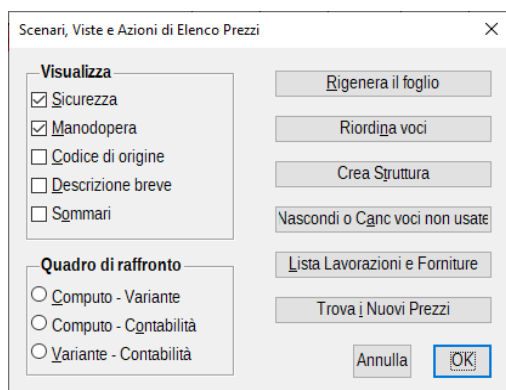 Scenari, Viste e Azioni di Elenco Prezzi
Visualizza
Sicurezza
Manodopera
Codice di origine
Descrizione breve
Sommari
Quadro di raffronto
Computo - Variante
Computo - Contabilità
Variante - Contabilità
Rigenera il foglio
Riordina voci
Crea Struttura
Nascondi o Canc voci non usate
Lista Lavorazioni e Forniture
Trova i Nuovi Prezzi
Annulla
OK